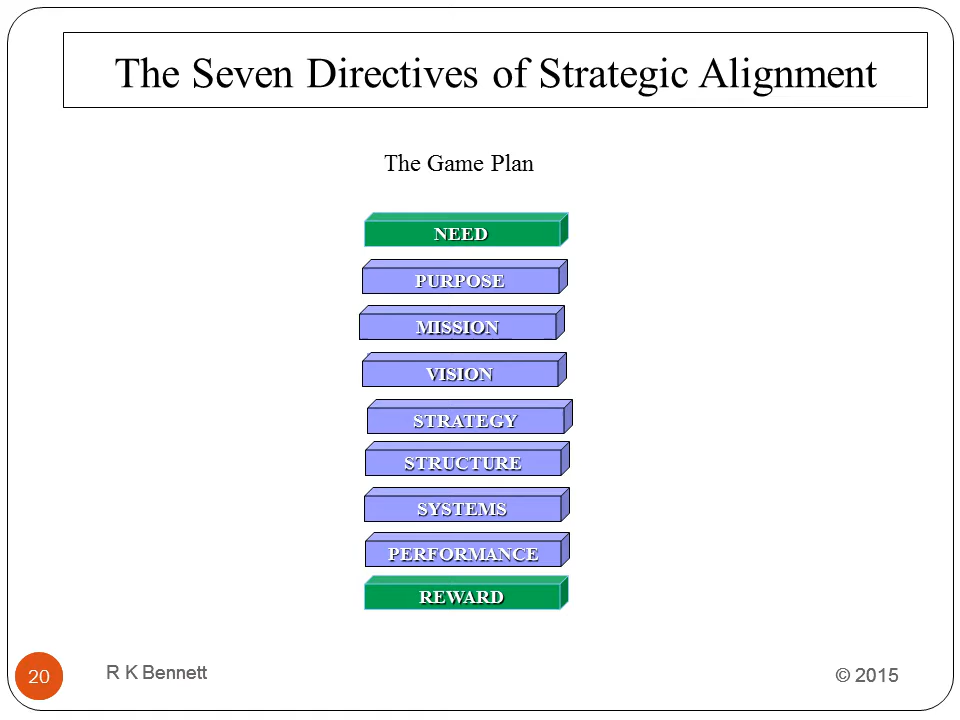 The Seven Directives of Strategic Alignment
The Game Plan
NEED
PURPOSE
MISSION
VISION
STRATEGY
STRUCTURE
SYSTEMS
PERFORMANCE
REWARD
20
R K Bennett
© 2015